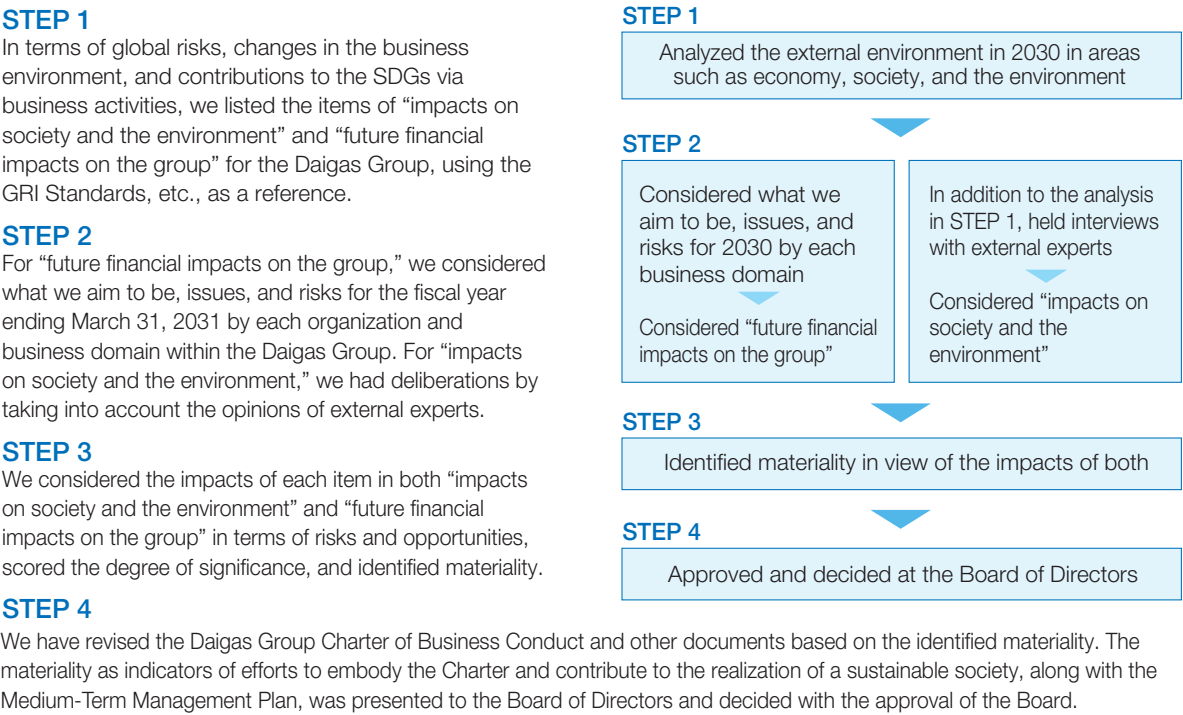 STEP 1
In terms of global risks, changes in the business
environment, and contributions to the SDGs via
business activities, we listed the items of “impacts on
society and the environment” and “future financial
impacts on the group” for the Daigas Group, using the
GRI Standards, etc., as a reference.
STEP 2
For “future financial impacts on the group,” we considered
what we aim to be, issues, and risks for the fiscal year
ending March 31, 2031 by each organization and
business domain within the Daigas Group. For “impacts
on society and the environment,” we had deliberations by
taking into account the opinions of external experts.
STEP 3
We considered the impacts of each item in both “impacts
on society and the environment” and “future financial
impacts on the group” in terms of risks and opportunities,
scored the degree of significance, and identified materiality.
STEP 4
We have revised the Daigas Group Charter of Business Conduct and other documents based on the identified materiality. The
materiality as indicators of efforts to embody the Charter and contribute to the realization of a sustainable society, along with the
Medium-Term Management Plan, was presented to the Board of Directors and decided with the approval of the Board.
STEP 1
Analyzed the external environment in 2030 in areas
such as economy, society, and the environment
STEP 2
Considered what we
aim to be, issues, and
risks for 2030 by each
business domain
Considered “future financial
impacts on the group”
In addition to the analysis
in STEP 1, held interviews
with external experts
Considered “impacts on
society and the
environment”
STEP 3
Identified materiality in view of the impacts of both
STEP 4
Approved and decided at the Board of Directors